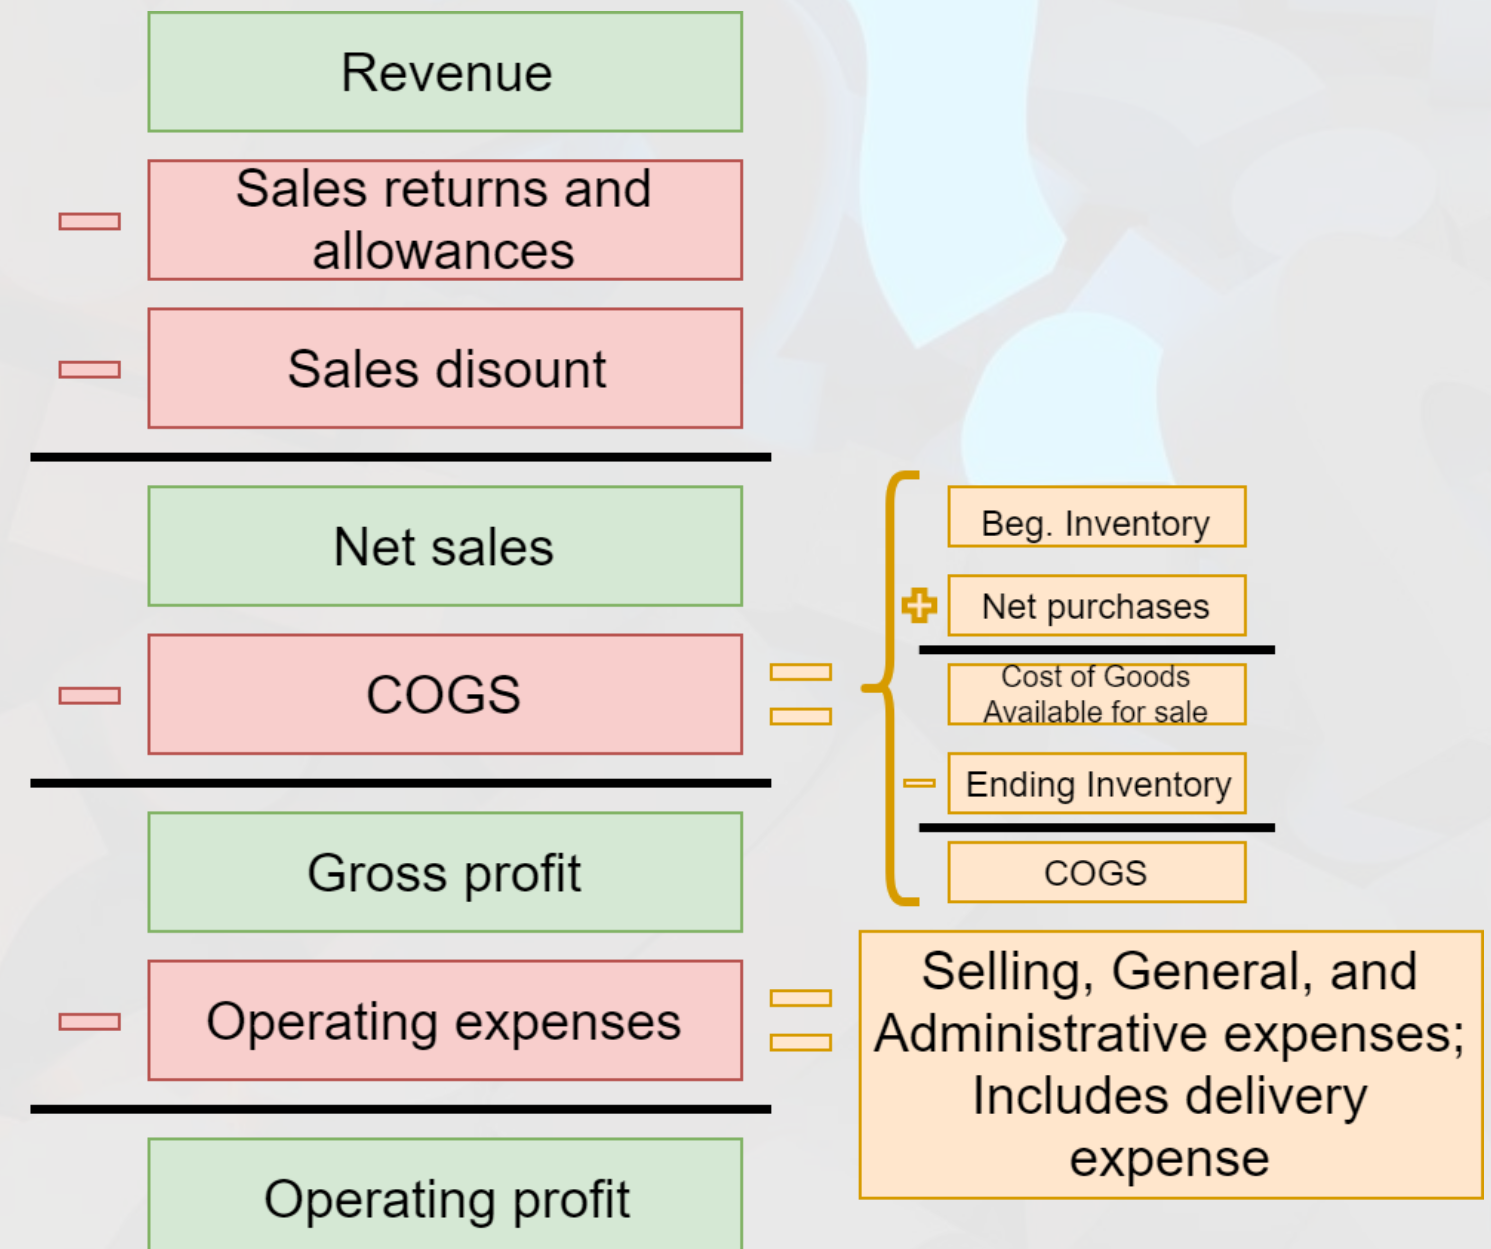 Revenue
Sales returns and
allowances
Sales disount
Net sales
COGS
Gross profit
Operating expenses
Operating profit
Beg. Inventory
Net purchases
Cost of Goods
Available for sale
Ending Inventory
COGS
Selling, General, and
Administrative expenses;
Includes delivery
expense